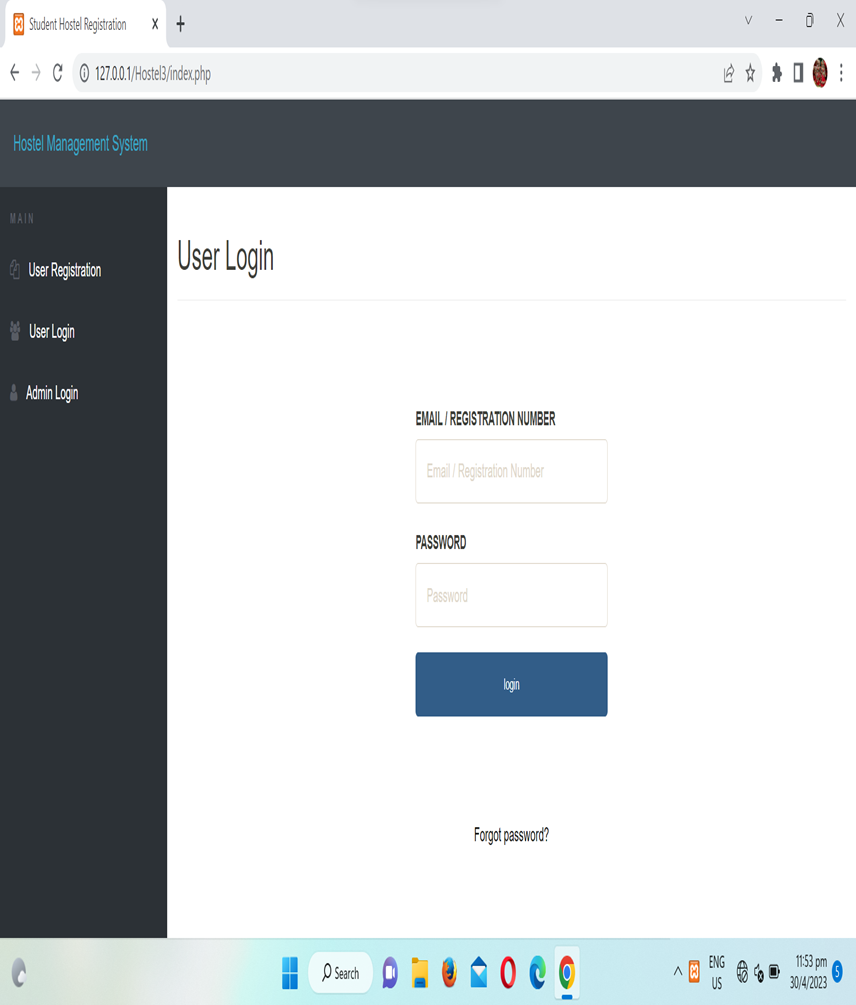 Student Hostel Registration
127.0.0.1/Hostel3/index.php
Hostel Management System
MAIN
User Registration
User Login
Admin Login
User Login
EMAIL / REGISTRATION NUMBER
Email / Registration Number
PASSWORD
Password
login
Forgot password?
Search
ENG
US
11:53 pm
30/4/2023
5